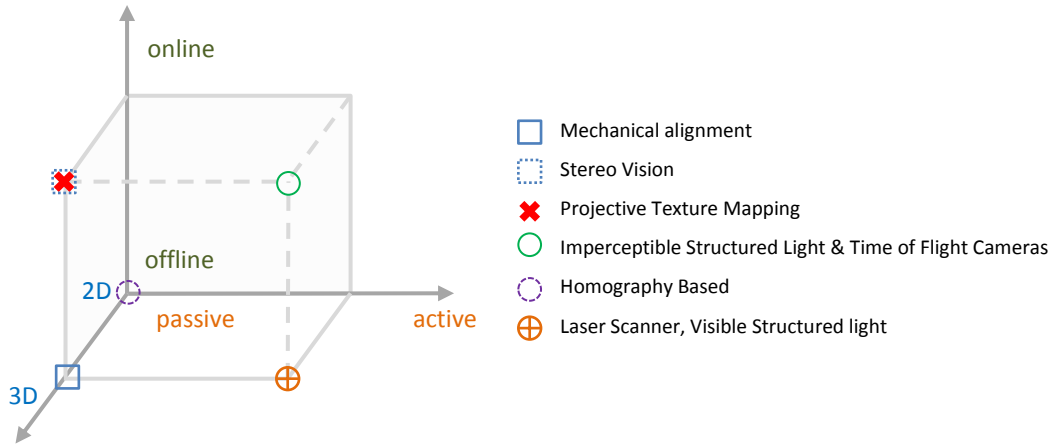 online
offline
2D
passive
active
3D
Mechanical alignment
Stereo Vision
Projective Texture Mapping
Imperceptible Structured Light & Time of Flight Cameras
Homography Based
Laser Scanner, Visible Structured light